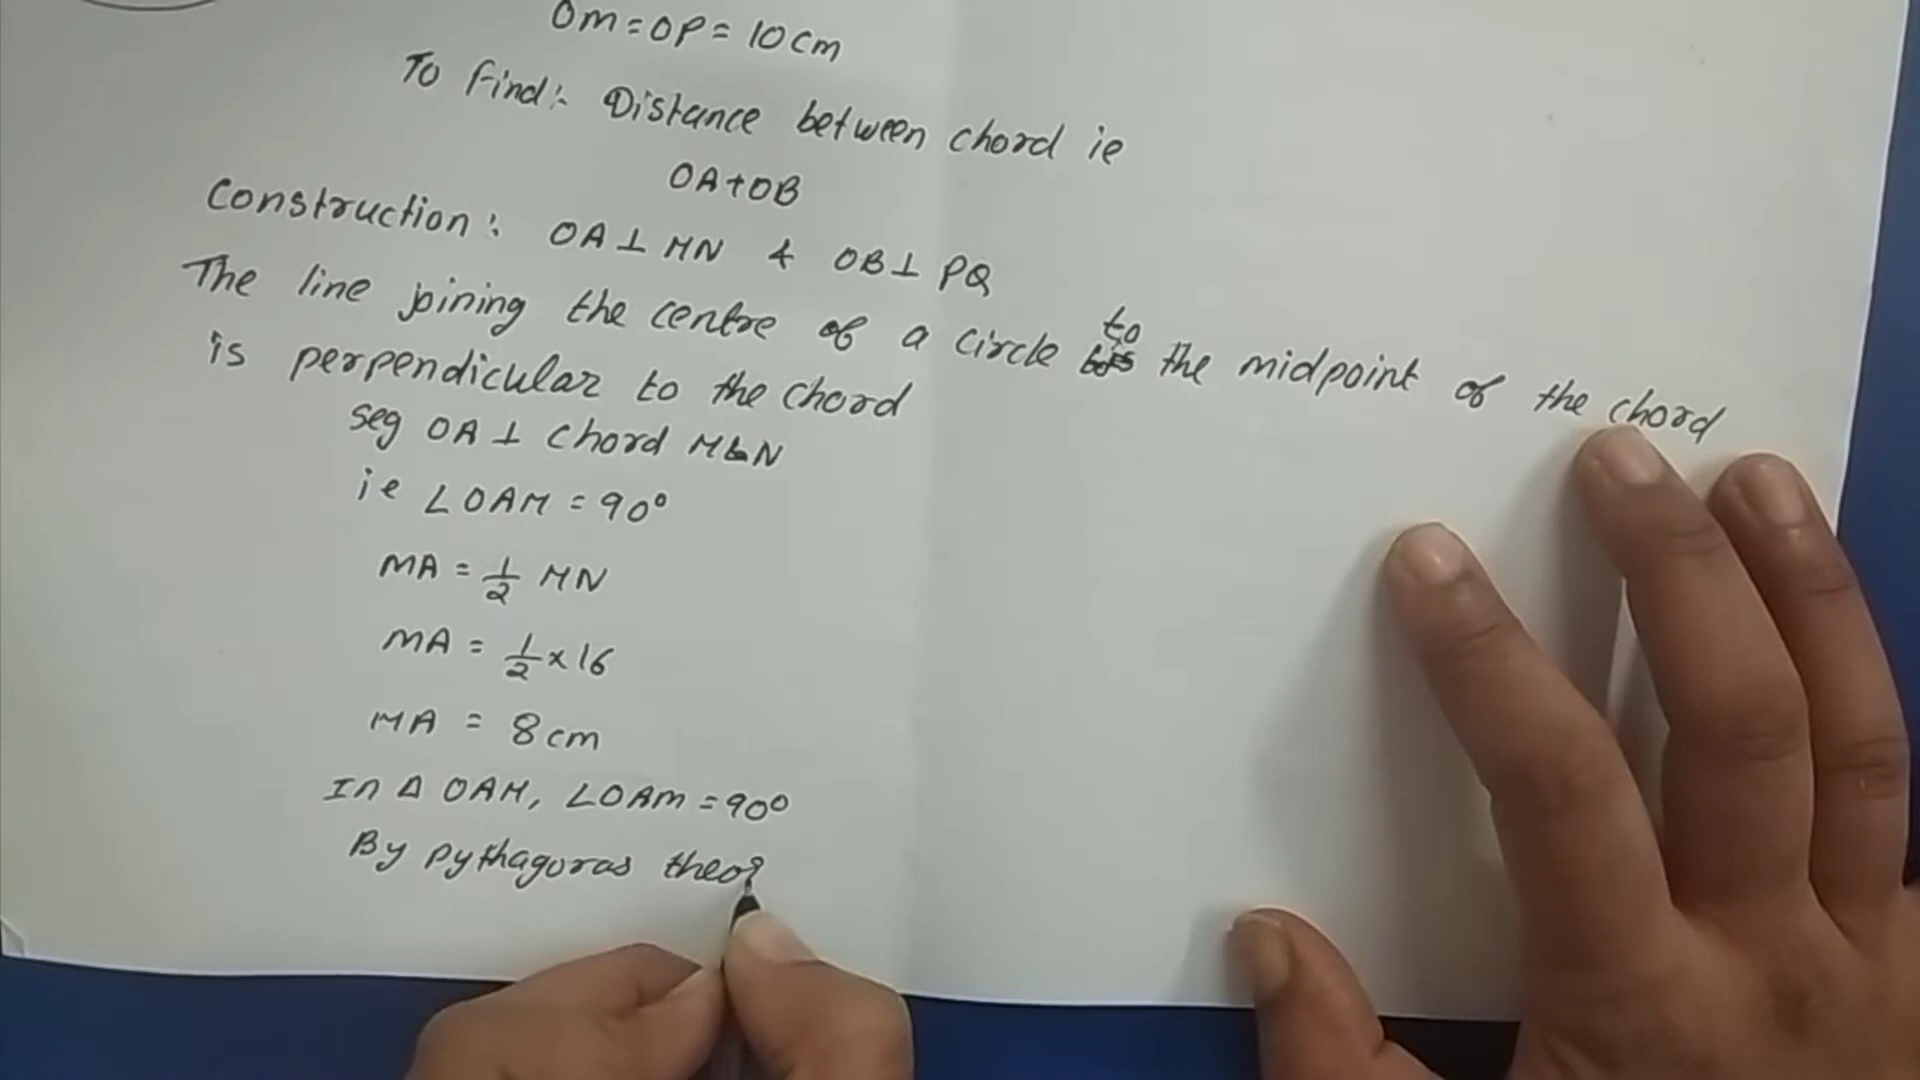 OM = OP = 10 cm
To find :- Distance between chord ie
OA+OB
Construction :- OA ⊥ MN & OB ⊥ PQ
The line joining the centre of a circle to the midpoint of the chord
is perpendicular to the chord
seg OA ⊥ chord MN
ie ∠OAM = 90°
MA = 1/2 MN
MA = 1/2 × 16
MA = 8 cm
In Δ OAM, ∠OAM = 90°
By pythagoras theor